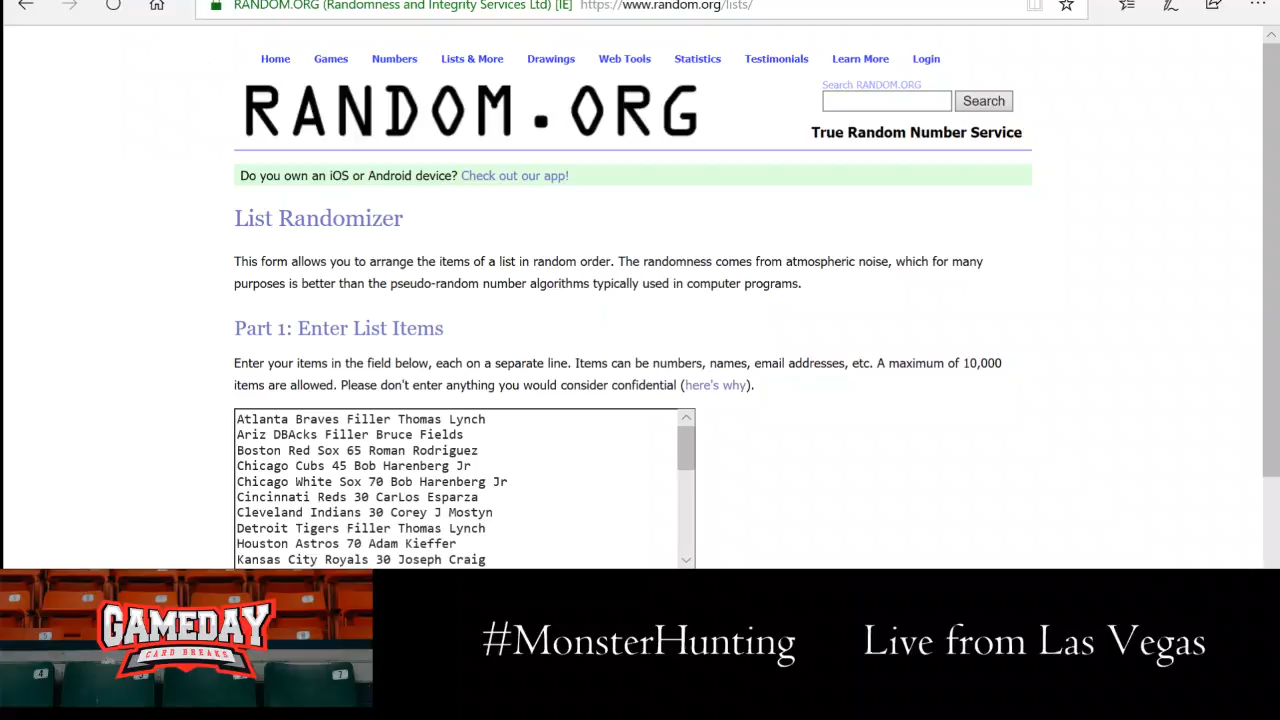 RANDOM.ORG (Randomness and Integrity Services Ltd) [IE] https://www.random.org/lists/
Home Games Numbers Lists & More Drawings Web Tools Statistics Testimonials Learn More Login
RANDOM.ORG
Search RANDOM.ORG
Search
True Random Number Service
Do you own an iOS or Android device? Check out our app!
List Randomizer
This form allows you to arrange the items of a list in random order. The randomness comes from atmospheric noise, which for many
purposes is better than the pseudo-random number algorithms typically used in computer programs.
Part 1: Enter List Items
Enter your items in the field below, each on a separate line. Items can be numbers, names, email addresses, etc. A maximum of 10,000
items are allowed. Please don't enter anything you would consider confidential (here's why).
Atlanta Braves Filler Thomas Lynch
Ariz DBAcks Filler Bruce Fields
Boston Red Sox 65 Roman Rodriguez
Chicago Cubs 45 Bob Harenberg Jr
Chicago White Sox 70 Bob Harenberg Jr
Cincinnati Reds 30 CarLos Esparza
Cleveland Indians 30 Corey J Mostyn
Detroit Tigers Filler Thomas Lynch
Houston Astros 70 Adam Kieffer
Kansas City Royals 30 Joseph Craig
GAMEDAY
CARD BREAKS
4
7
#MonsterHunting Live from Las Vegas